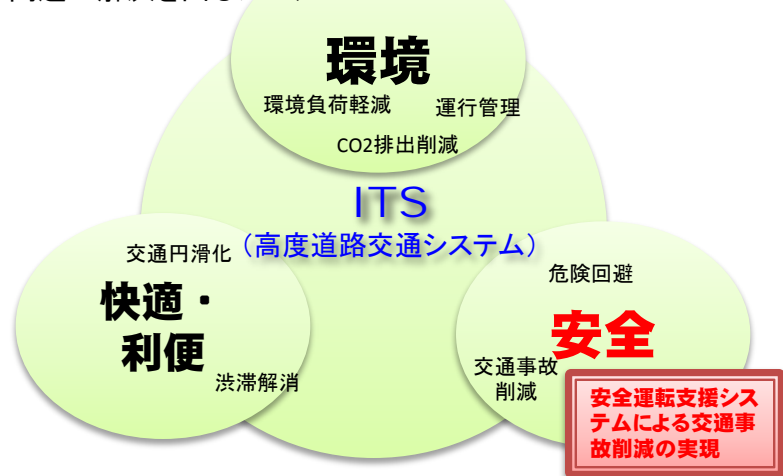 環境
環境負荷軽減
運行管理
CO2排出削減
ITS
(高度道路交通システム)
交通円滑化
快適・
利便
渋滞解消
危険回避
安全
交通事故
削減
安全運転支援シス
テムによる交通事
故削減の実現